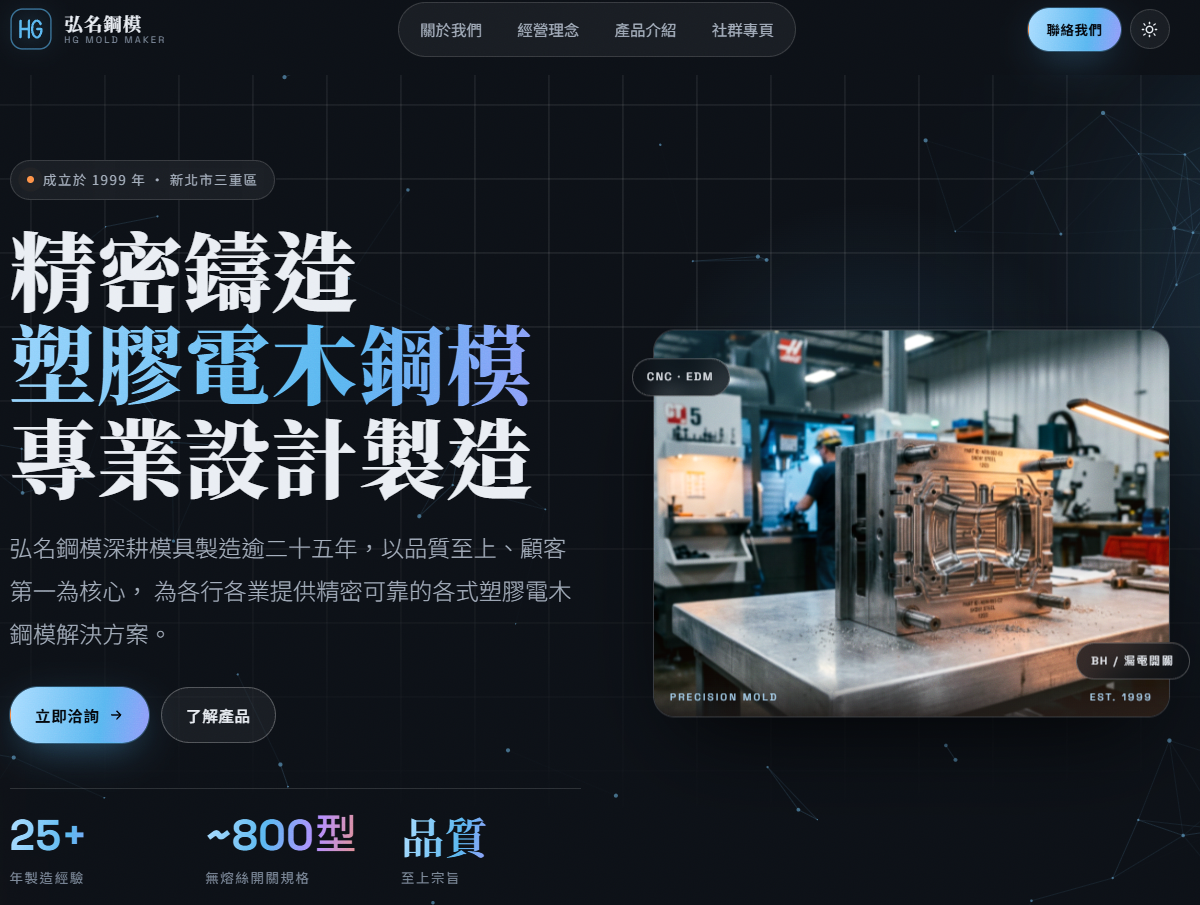 HG 弘名鋼模
HG MOLD MAKER
關於我們 經營理念 產品介紹 社群專頁
聯絡我們
成立於 1999 年 · 新北市三重區
精密鑄造
塑膠電木鋼模
專業設計製造
弘名鋼模深耕模具製造逾二十五年，以品質至上、顧客
第一為核心， 為各行各業提供精密可靠的各式塑膠電木
鋼模解決方案。
立即洽詢 →
了解產品
CNC · EDM
BH / 漏電開關
PRECISION MOLD
EST. 1999
25+
年製造經驗
~800型
無熔絲開關規格
品質
至上宗旨